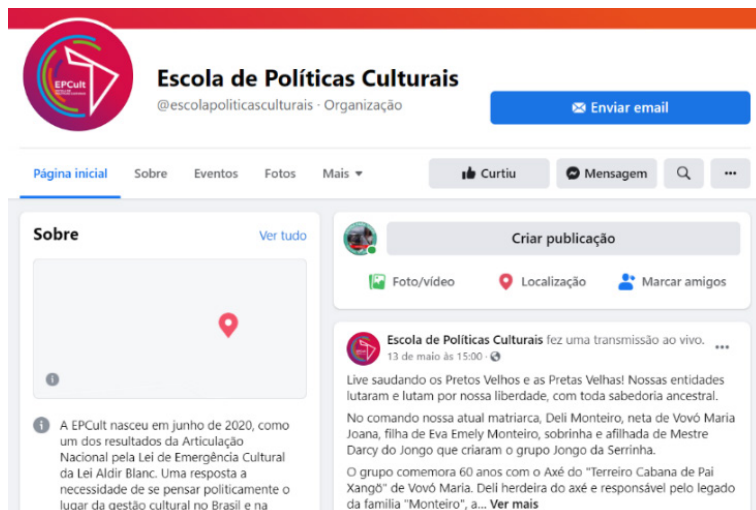 EPCult
Escola de Políticas Culturais
@escolapoliticasculturais · Organização
Enviar email
Página inicial
Sobre
Eventos
Fotos
Mais
Curtiu
Mensagem
Sobre
Ver tudo
A EPCult nasceu em junho de 2020, como
um dos resultados da Articulação
Nacional pela Lei de Emergência Cultural
da Lei Aldir Blanc. Uma resposta a
necessidade de se pensar politicamente o
lugar da gestão cultural no Brasil e na
Criar publicação
Foto/vídeo
Localização
Marcar amigos
Escola de Políticas Culturais fez uma transmissão ao vivo.
13 de maio às 15:00 ·
Live saudando os Pretos Velhos e as Pretas Velhas! Nossas entidades
lutaram e lutam por nossa liberdade, com toda sabedoria ancestral.
No comando nossa atual matriarca, Deli Monteiro, neta de Vovó Maria
Joana, filha de Eva Emely Monteiro, sobrinha e afilhada de Mestre
Darcy do Jongo que criaram o grupo Jongo da Serrinha.
O grupo comemora 60 anos com o Axé do "Terreiro Cabana de Pai
Xangô" de Vovó Maria. Deli herdeira do axé e responsável pelo legado
da família "Monteiro", a... Ver mais